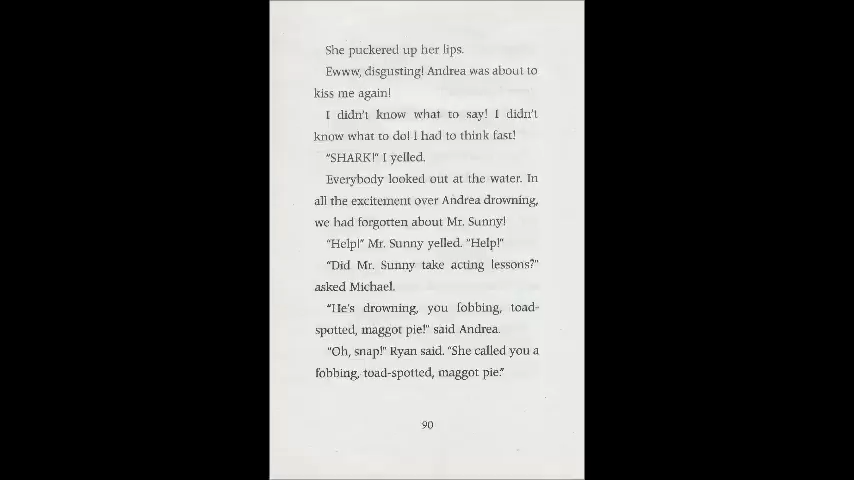 She puckered up her lips.
Ewww, disgusting! Andrea was about to
kiss me again!
I didn't know what to say! I didn't
know what to do! I had to think fast!
"SHARK!" I yelled.
Everybody looked out at the water. In
all the excitement over Andrea drowning,
we had forgotten about Mr. Sunny!
"Help!" Mr. Sunny yelled. "Help!"
"Did Mr. Sunny take acting lessons?"
asked Michael.
"He's drowning, you fobbing, toad-
spotted, maggot pie!" said Andrea.
"Oh, snap!" Ryan said. "She called you a
fobbing, toad-spotted, maggot pie."
90